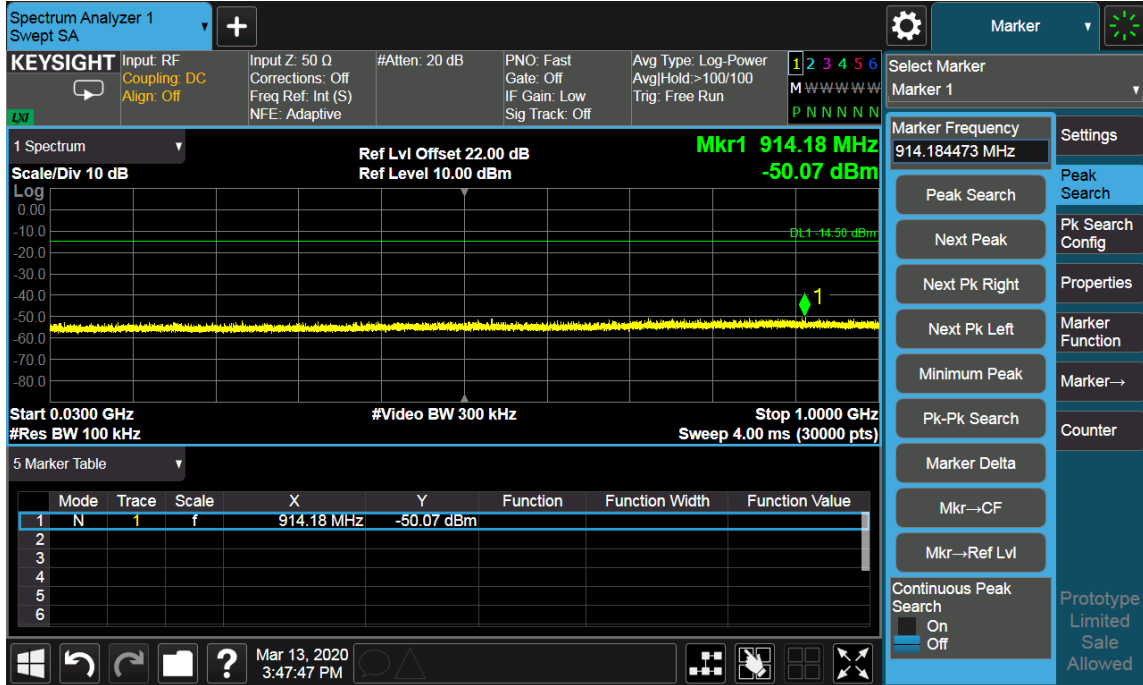 Spectrum Analyzer 1
Swept SA
Marker
KEYSIGHT
LXI
Input: RF
Coupling: DC
Align: Off
Input Z: 50 Ω
Corrections: Off
Freq Ref: Int (S)
NFE: Adaptive
#Atten: 20 dB
PNO: Fast
Gate: Off
IF Gain: Low
Sig Track: Off
Avg Type: Log-Power
Avg|Hold:>100/100
Trig: Free Run
1 2 3 4 5 6
M W W W W W
P N N N N N
Select Marker
Marker 1
1 Spectrum
Scale/Div 10 dB
Log
Ref Lvl Offset 22.00 dB
Ref Level 10.00 dBm
Mkr1 914.18 MHz
-50.07 dBm
0.00
-10.0
-20.0
-30.0
-40.0
-50.0
-60.0
-70.0
-80.0
DL1 -14.50 dBm
1
Start 0.0300 GHz
#Res BW 100 kHz
#Video BW 300 kHz
Stop 1.0000 GHz
Sweep 4.00 ms (30000 pts)
5 Marker Table
Mode Trace Scale X Y Function Function Width Function Value
1 N 1 f 914.18 MHz -50.07 dBm
2
3
4
5
6
Marker Frequency
914.184473 MHz
Peak Search
Next Peak
Next Pk Right
Next Pk Left
Minimum Peak
Pk-Pk Search
Marker Delta
Mkr→CF
Mkr→Ref Lvl
Continuous Peak
Search
On
Off
Settings
Peak
Search
Pk Search
Config
Properties
Marker
Function
Marker→
Counter
Prototype
Limited
Sale
Allowed
?
Mar 13, 2020
3:47:47 PM